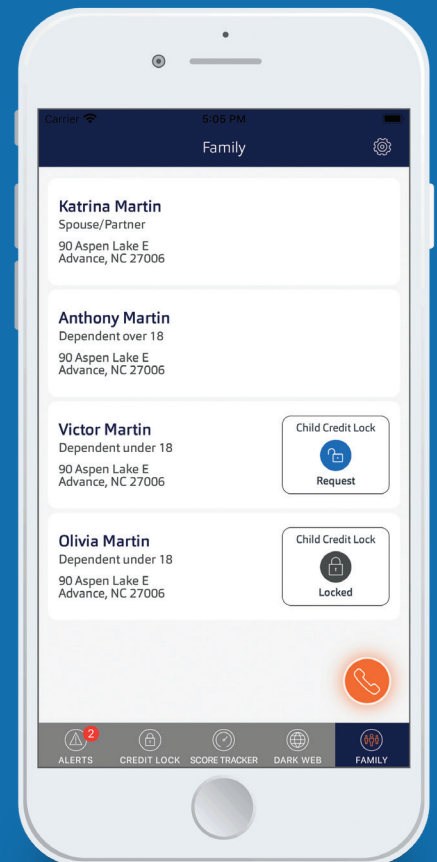 Carrier 5:05 PM
Family
Katrina Martin
Spouse/Partner
90 Aspen Lake E
Advance, NC 27006
Anthony Martin
Dependent over 18
90 Aspen Lake E
Advance, NC 27006
Victor Martin
Dependent under 18
90 Aspen Lake E
Advance, NC 27006
Child Credit Lock
Request
Olivia Martin
Dependent under 18
90 Aspen Lake E
Advance, NC 27006
Child Credit Lock
Locked
2
ALERTS CREDIT LOCK SCORE TRACKER DARK WEB FAMILY